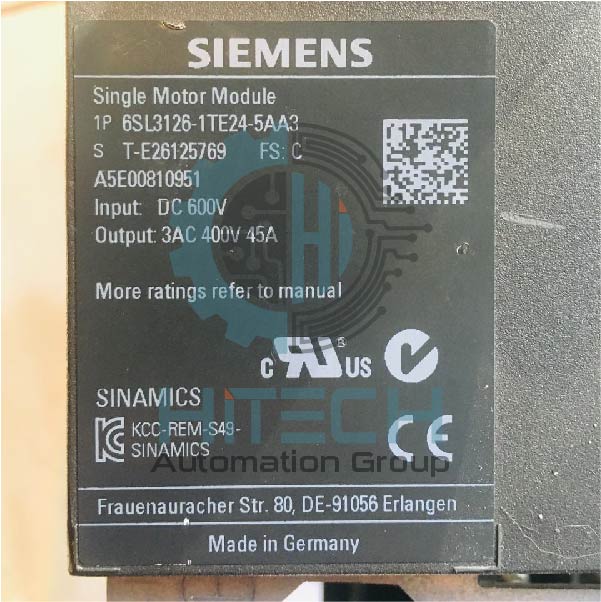 SIEMENS
Single Motor Module
1P 6SL3126-1TE24-5AA3
S T-E26125769 FS: C
A5E00810951
Input: DC 600V
Output: 3AC 400V 45A
More ratings refer to manual
C UR ® US N
SINAMICS
HiTECH
KCC-REM-S49-
SINAMICS
CE
Automation Group
Frauenauracher Str. 80, DE-91056 Erlangen
Made in Germany